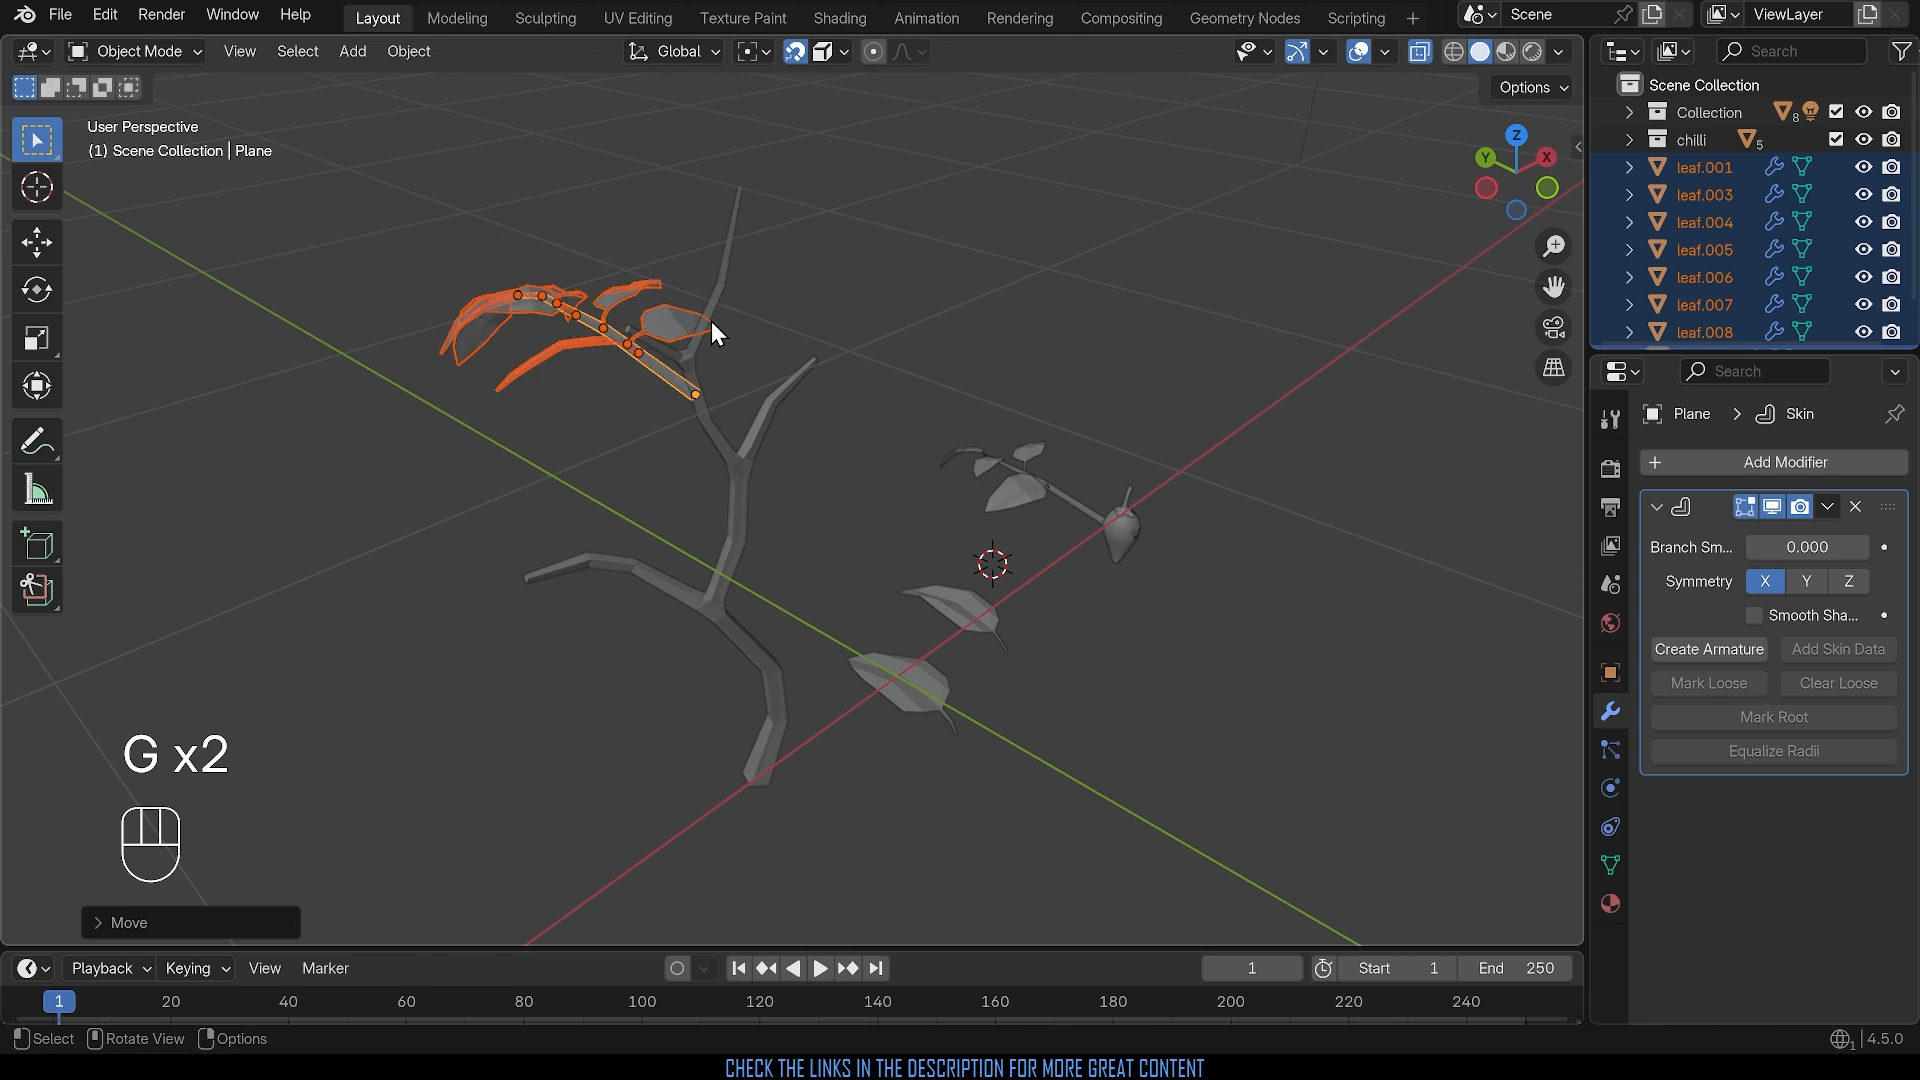 File Edit Render Window Help Layout Modeling Sculpting UV Editing Texture Paint Shading Animation Rendering Compositing Geometry Nodes Scripting + Scene ViewLayer
Object Mode View Select Add Object Global Search
Options
User Perspective
(1) Scene Collection | Plane
Z
Y
X
Scene Collection
Collection 8
chilli 5
leaf.001
leaf.003
leaf.004
leaf.005
leaf.006
leaf.007
leaf.008
Search
Plane > Skin
+ Add Modifier
Branch Sm... 0.000
Symmetry X Y Z
Smooth Sha...
Create Armature Add Skin Data
Mark Loose Clear Loose
Mark Root
Equalize Radii
G x2
> Move
Playback Keying View Marker 1 Start 1 End 250
1 20 40 60 80 100 120 140 160 180 200 220 240
Select Rotate View Options 1 4.5.0
CHECK THE LINKS IN THE DESCRIPTION FOR MORE GREAT CONTENT